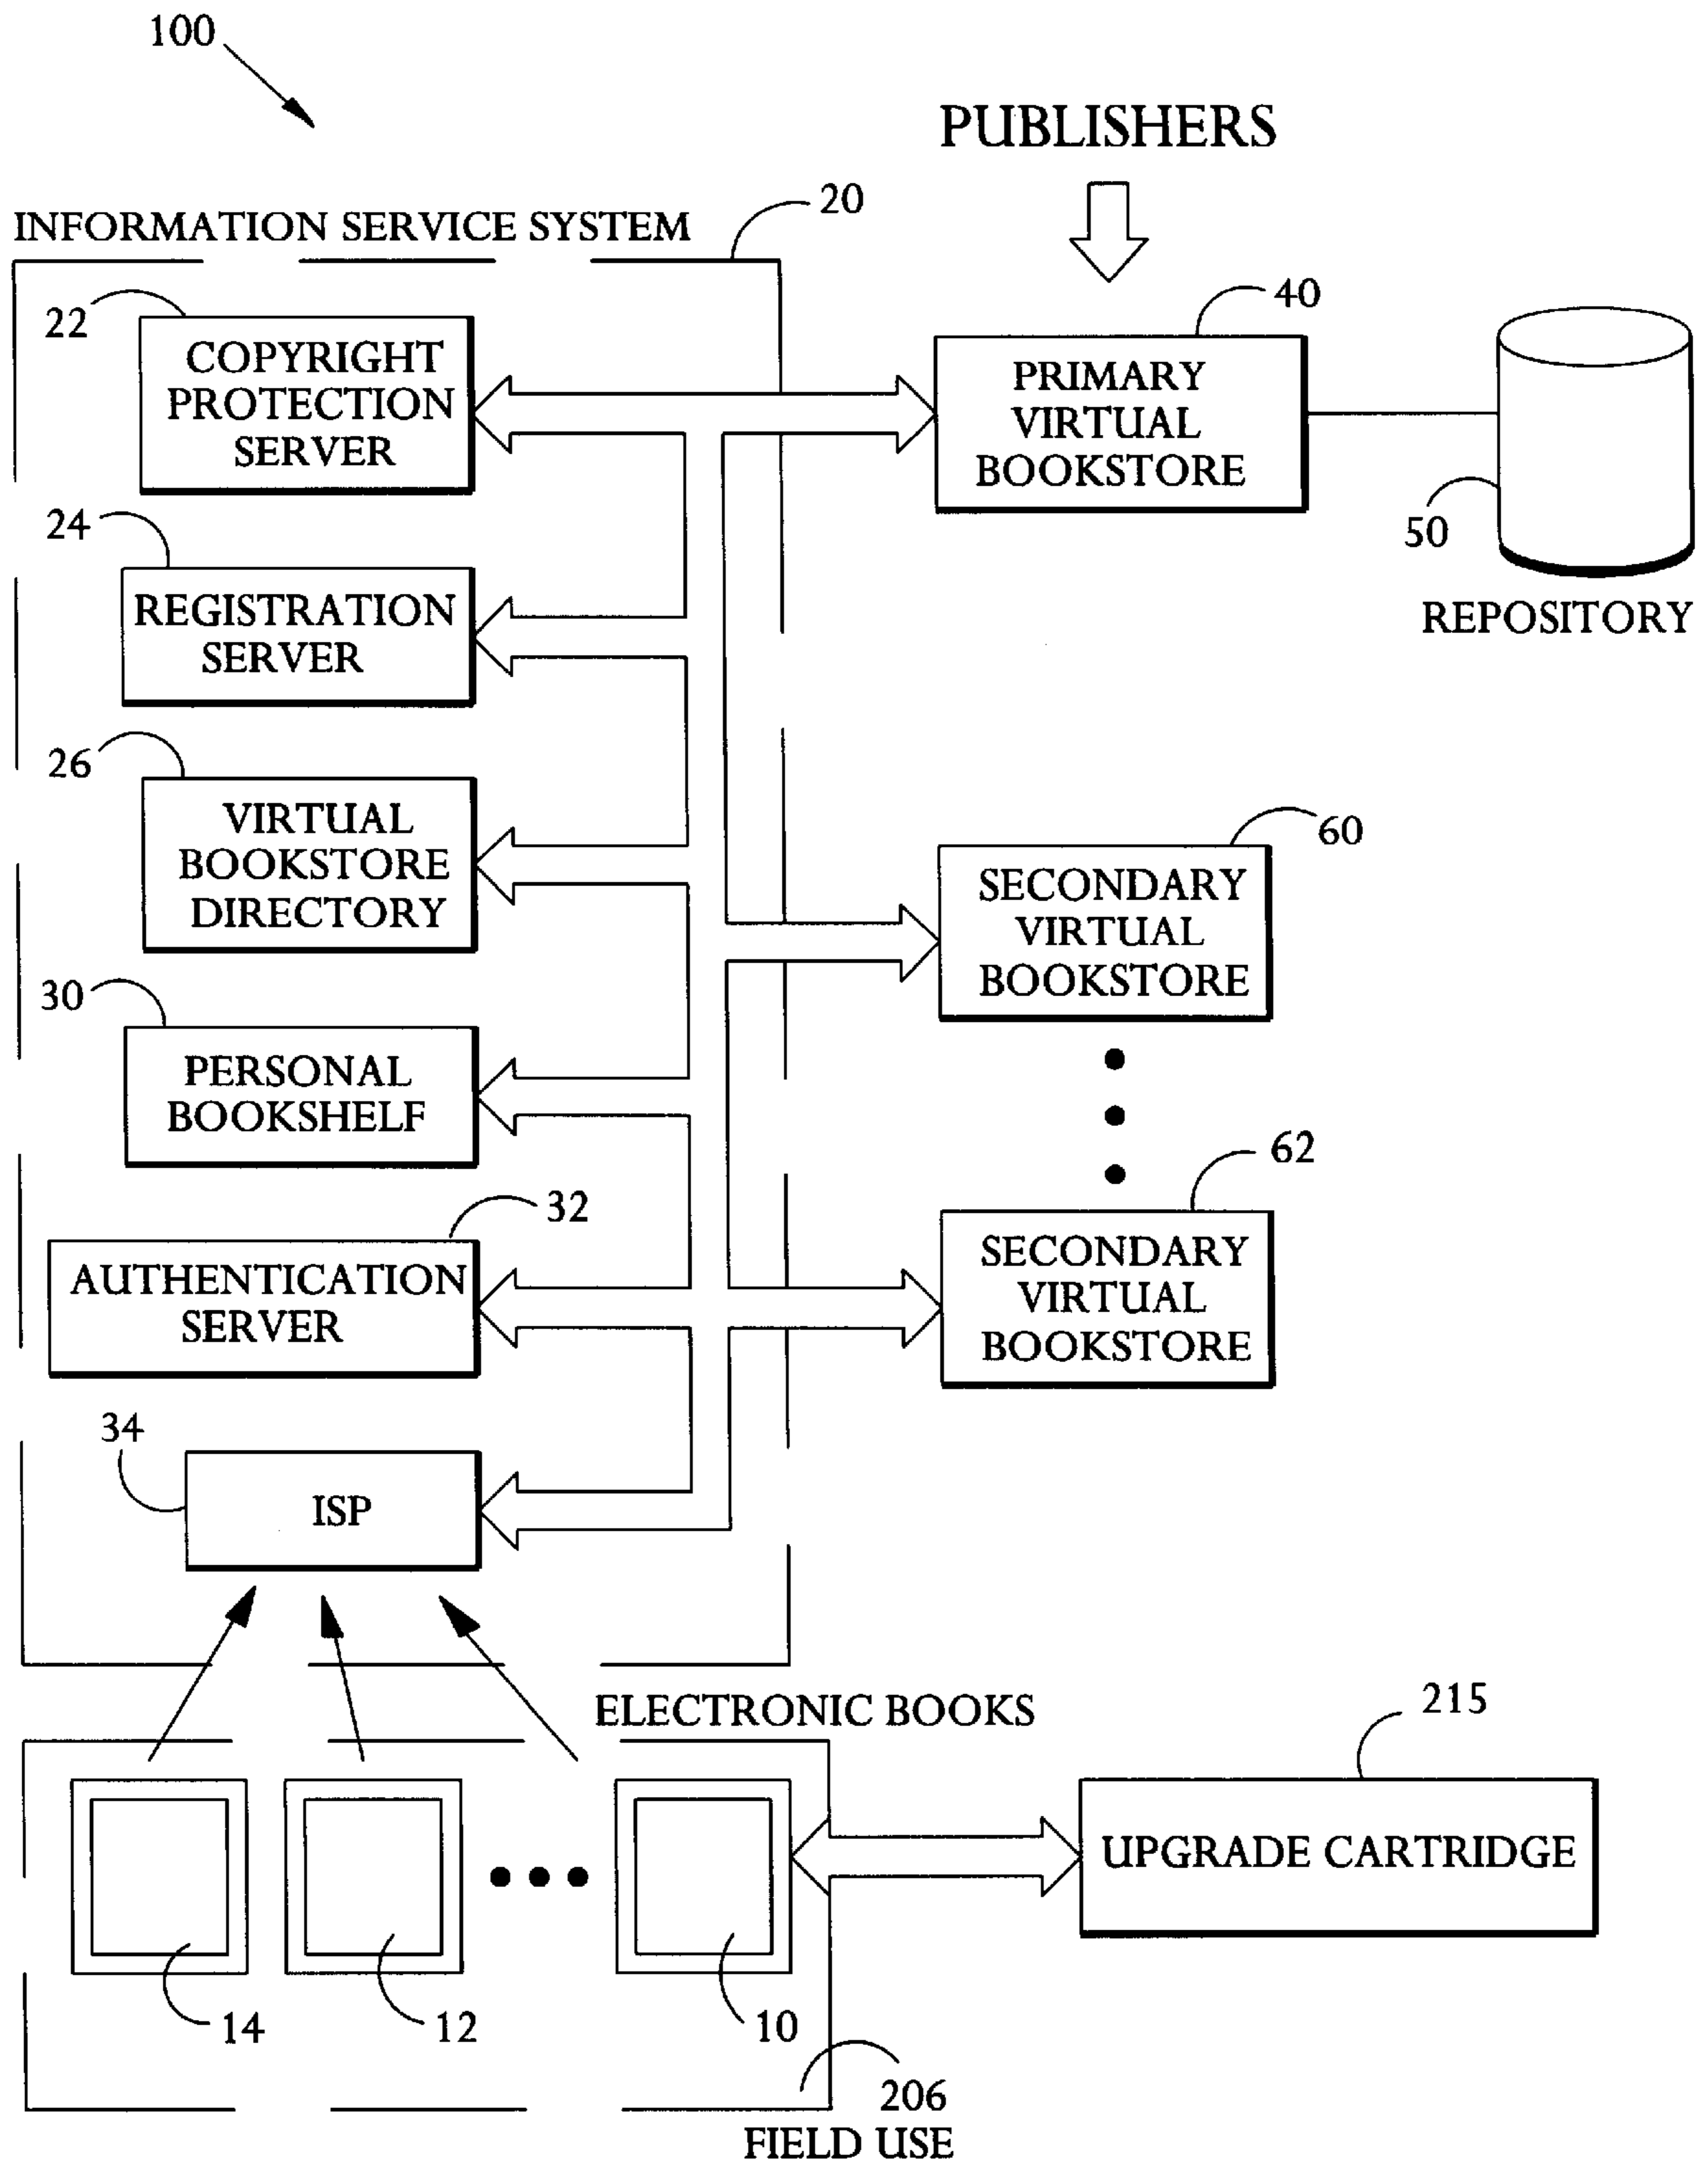 100
PUBLISHERS
INFORMATION SERVICE SYSTEM
20
22
COPYRIGHT
PROTECTION
SERVER
40
PRIMARY
VIRTUAL
BOOKSTORE
50
REPOSITORY
24
REGISTRATION
SERVER
26
VIRTUAL
BOOKSTORE
DIRECTORY
60
SECONDARY
VIRTUAL
BOOKSTORE
30
PERSONAL
BOOKSHELF
62
SECONDARY
VIRTUAL
BOOKSTORE
32
AUTHENTICATION
SERVER
34
ISP
ELECTRONIC BOOKS
215
UPGRADE CARTRIDGE
14
12
10
206
FIELD USE